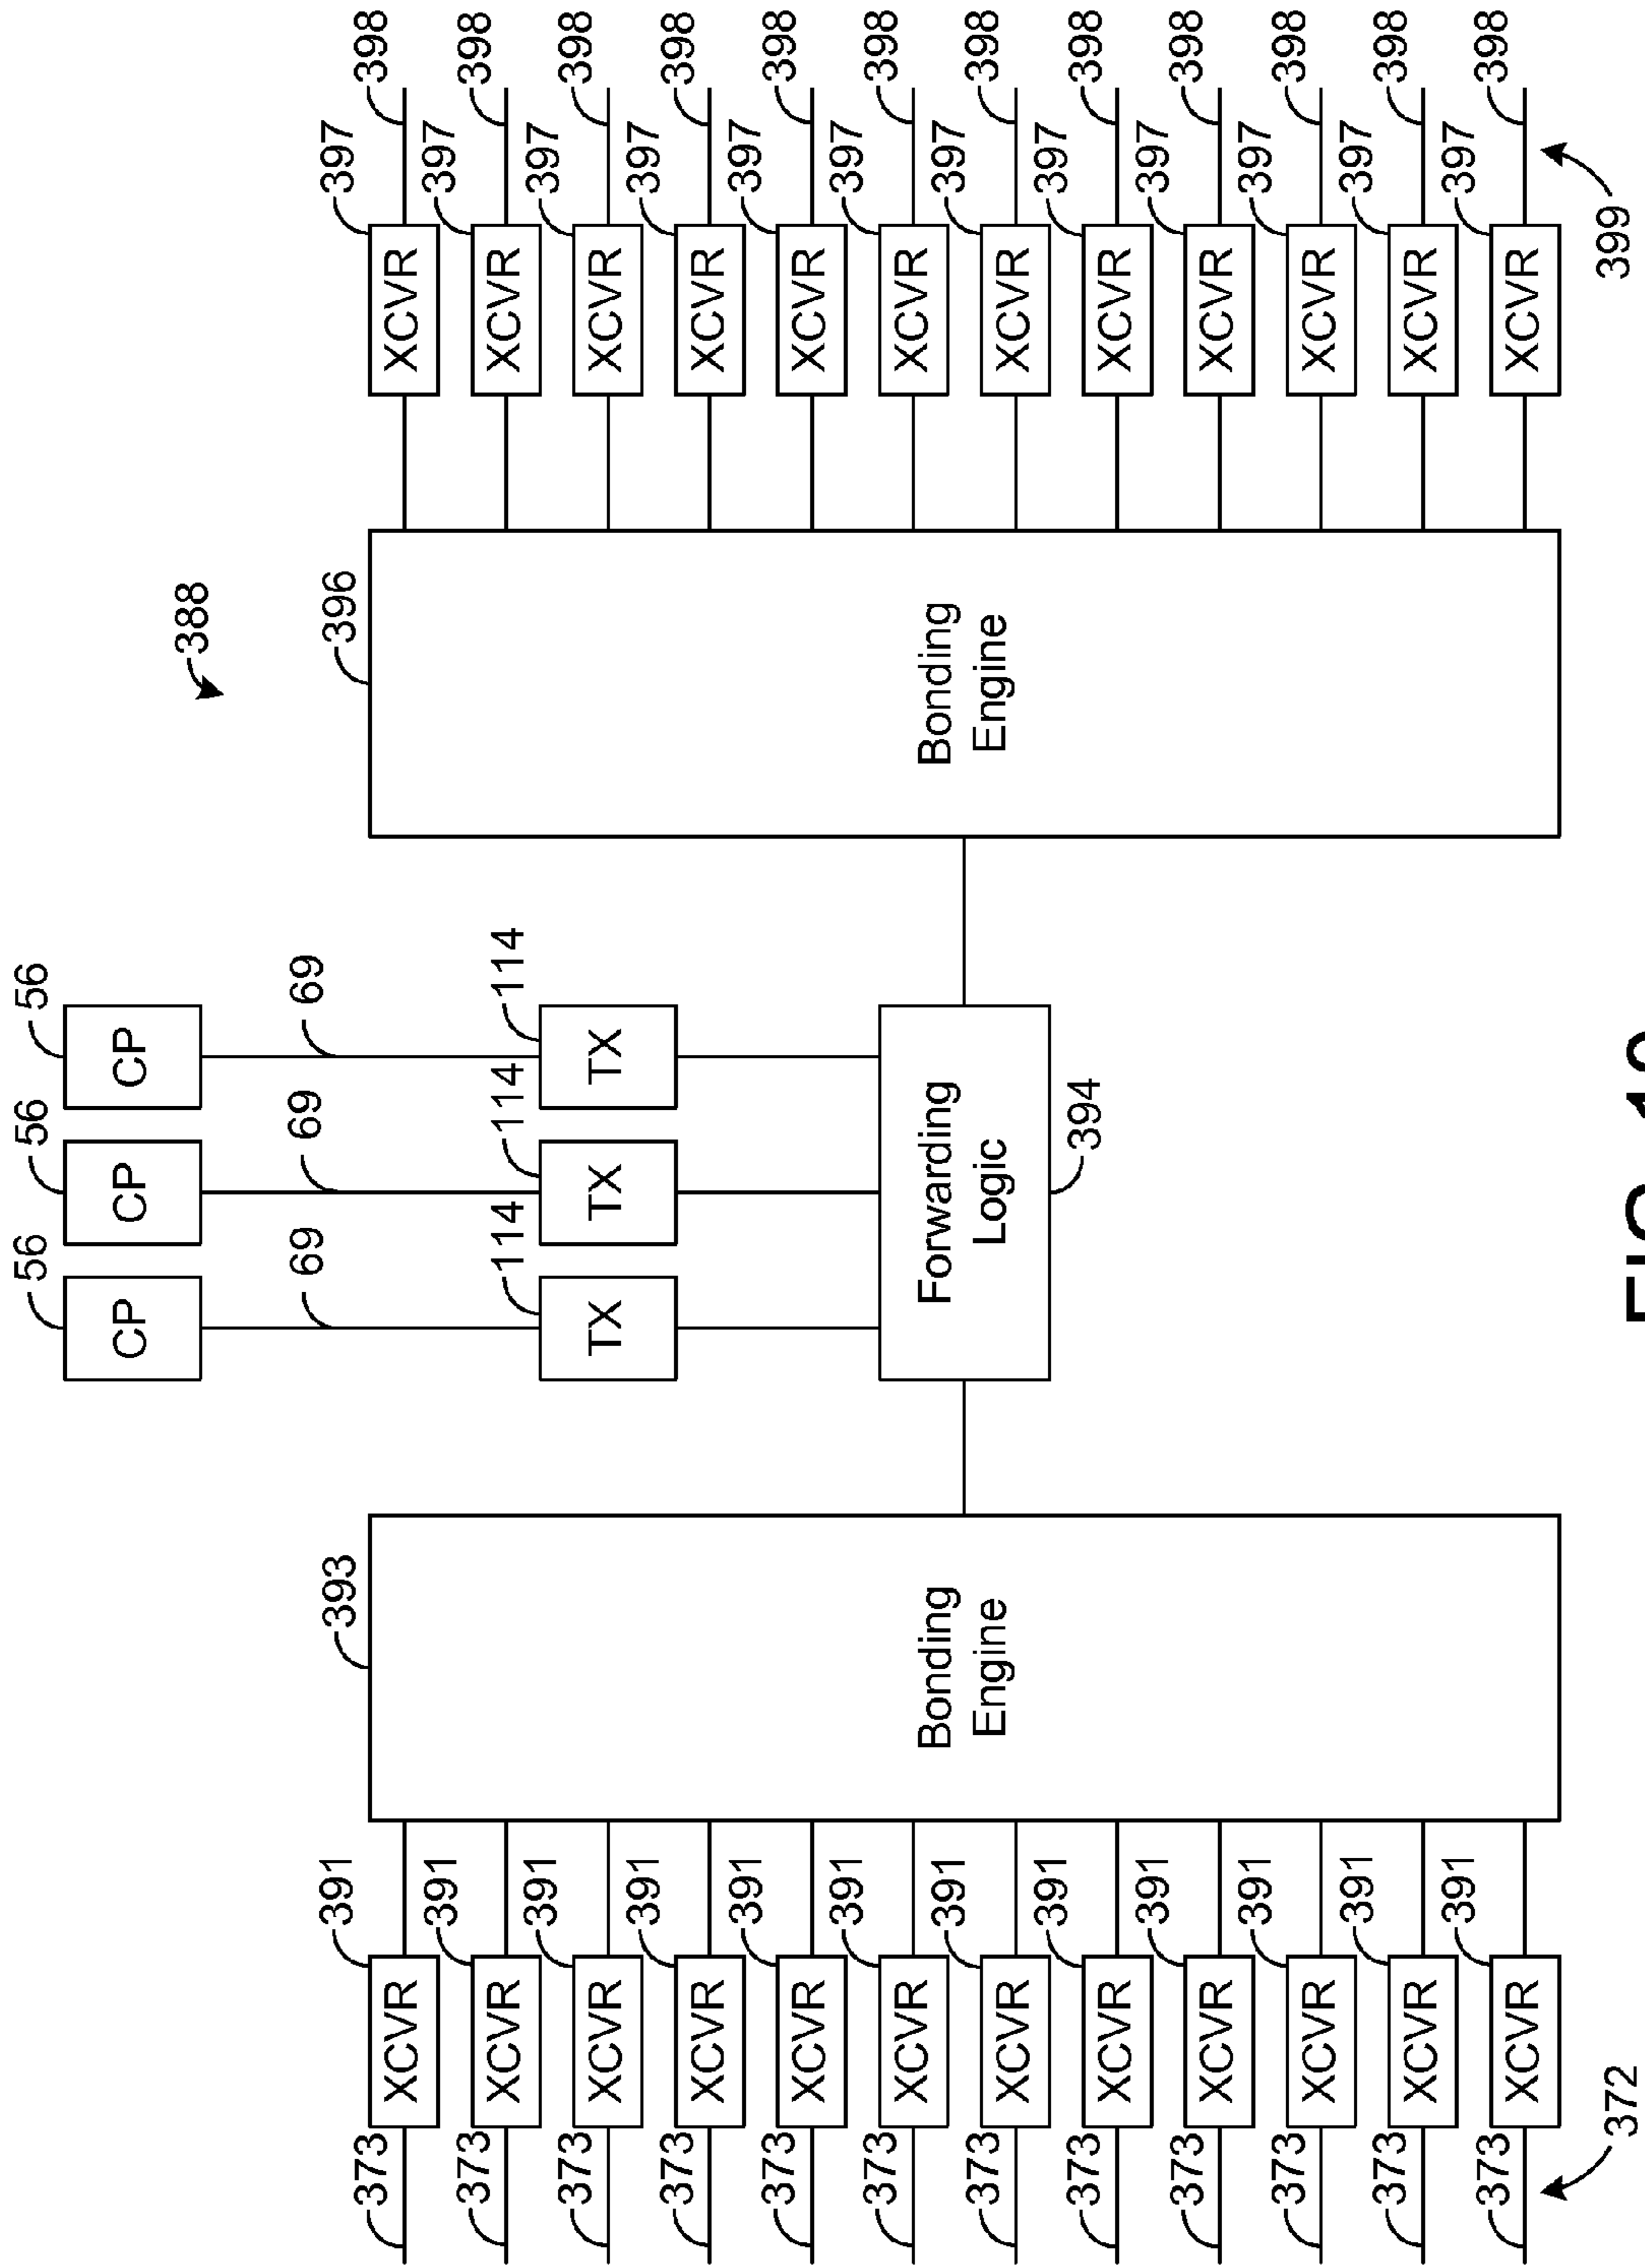 56 56 56
CP CP CP
388
69 69 69
391 393 396 397
373 XCVR XCVR 398
391 397
373 XCVR XCVR 398
114 114 114
391 397
373 XCVR XCVR 398
TX TX TX
391 397
373 XCVR XCVR 398
391 397
373 XCVR XCVR 398
391 397
373 XCVR XCVR 398
Bonding Forwarding Bonding
Engine Logic Engine
391 397
373 XCVR XCVR 398
391 394 397
373 XCVR XCVR 398
391 397
373 XCVR XCVR 398
391 397
373 XCVR XCVR 398
391 397
373 XCVR XCVR 398
391 397
373 XCVR XCVR 398
372 399
FIG.